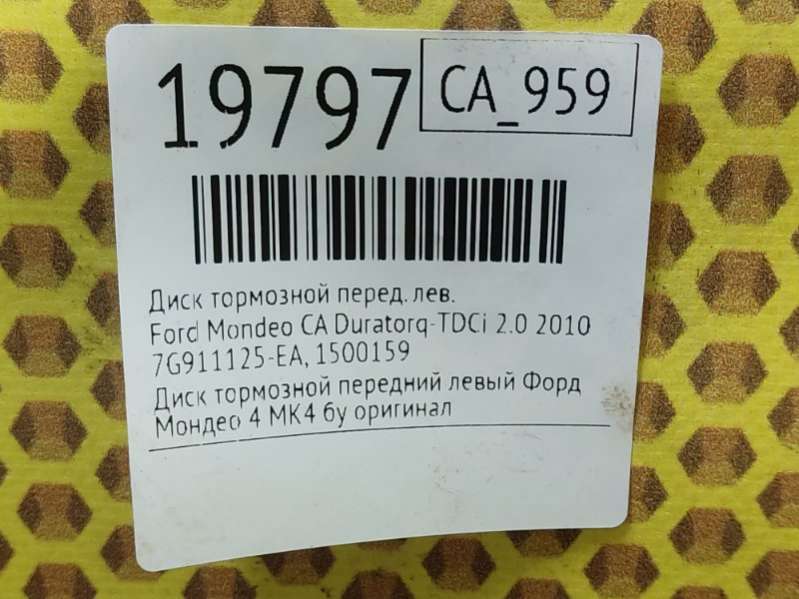 19797
CA_959
Диск тормозной перед. лев.
Ford Mondeo CA Duratorq-TDCi 2.0 2010
7G911125-EA, 1500159
Диск тормозной передний левый Форд
Мондео 4 МК4 бу оригинал